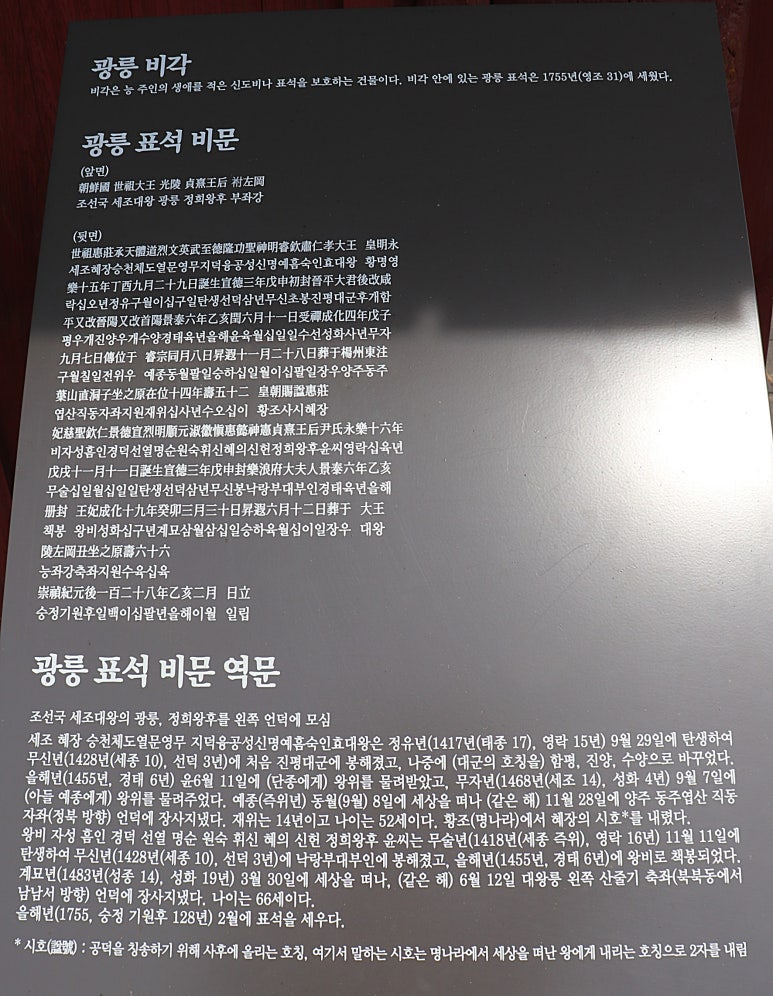 광릉 비각
비각은 능 주인의 생애를 적은 신도비나 표석을 보호하는 건물이다. 비각 안에 있는 광릉 표석은 1755년(영조 31)에 세웠다.
광릉 표석 비문
(앞면)
朝鮮國 世祖大王 光陵 貞熹王后 祔左岡
조선국 세조대왕 광릉 정희왕후 부좌강
(뒷면)
世祖惠莊承天體道烈文英武至德隆功聖神明睿欽肅仁孝大王 皇明永
세조혜장승천체도열문영무지덕융공성신명예흠숙인효대왕 황명영
樂十五年丁酉九月二十九日誕生宣德三年戊申初封晉平大君後改咸
락십오년정유구월이십구일탄생선덕삼년무신초봉진평대군후개함
平又改晉陽又改首陽景泰六年乙亥閏六月十一日受禪成化四年戊子
평우개진양우개수양경태육년을해윤육월십일일수선성화사년무자
九月七日傳位于 睿宗同月八日昇遐十一月二十八日葬于楊州東注
구월칠일전위우 예종동월팔일승하십일월이십팔일장우양주동주
葉山直洞子坐之原在位十四年壽五十二 皇朝賜諡惠莊
엽산직동자좌지원재위십사년수오십이 황조사시혜장
妃慈聖欽仁景德宣烈明順元淑徽愼惠懿神憲貞熹王后尹氏永樂十六年
비자성흠인경덕선열명순원숙휘신혜의신헌정희왕후윤씨영락십육년
戊戌十一月十一日誕生宣德三年戊申封樂浪府大夫人景泰六年乙亥
무술십일월십일일탄생선덕삼년무신봉낙랑부대부인경태육년을해
册封 王妃成化十九年癸卯三月三十日昇遐六月十二日葬于 大王
책봉 왕비성화십구년계묘삼월삼십일승하육월십이일장우 대왕
陵左岡丑坐之原壽六十六
능좌강축좌지원수육십육
崇禎紀元後一百二十八年乙亥二月 日立
숭정기원후일백이십팔년을해이월 일립
광릉 표석 비문 역문
조선국 세조대왕의 광릉, 정희왕후를 왼쪽 언덕에 모심
세조 혜장 승천체도열문영무 지덕융공성신명예흠숙인효대왕은 정유년(1417년(태종 17), 영락 15년) 9월 29일에 탄생하여
무신년(1428년(세종 10), 선덕 3년)에 처음 진평대군에 봉해졌고, 나중에 (대군의 호칭을) 함평, 진양, 수양으로 바꾸었다.
을해년(1455년, 경태 6년) 윤6월 11일에 (단종에게) 왕위를 물려받았고, 무자년(1468년(세조 14), 성화 4년) 9월 7일에
(아들 예종에게) 왕위를 물려주었다. 예종(즉위년) 동월(9월) 8일에 세상을 떠나 (같은 해) 11월 28일에 양주 동주엽산 직동
자좌(정북 방향) 언덕에 장사지냈다. 재위는 14년이고 나이는 52세이다. 황조(명나라)에서 혜장의 시호*를 내렸다.
왕비 자성 흠인 경덕 선열 명순 원숙 휘신 혜의 신헌 정희왕후 윤씨는 무술년(1418년(세종 즉위), 영락 16년) 11월 11일에
탄생하여 무신년(1428년(세종 10), 선덕 3년)에 낙랑부대부인에 봉해졌고, 을해년(1455년, 경태 6년)에 왕비로 책봉되었다.
계묘년(1483년(성종 14), 성화 19년) 3월 30일에 세상을 떠나, (같은 해) 6월 12일 대왕릉 왼쪽 산줄기 축좌(북북동에서
남남서 방향) 언덕에 장사지냈다. 나이는 66세이다.
을해년(1755, 숭정 기원후 128년) 2월에 표석을 세우다.
* 시호(諡號) : 공덕을 칭송하기 위해 사후에 올리는 호칭, 여기서 말하는 시호는 명나라에서 세상을 떠난 왕에게 내리는 호칭으로 2자를 내림